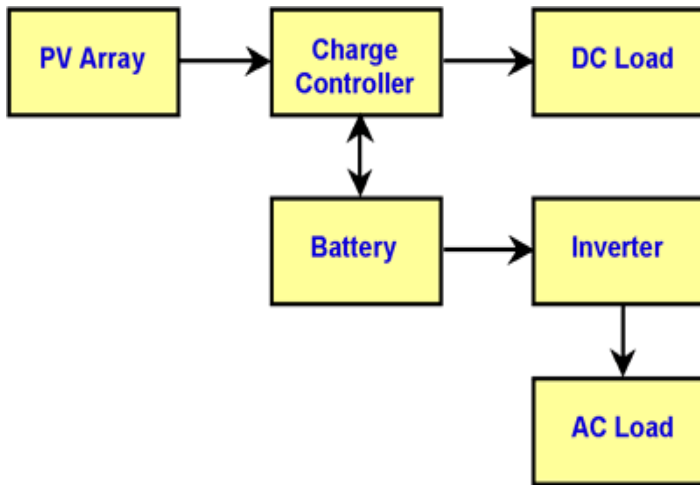 PV Array
Charge
Controller
DC Load
Battery
Inverter
AC Load